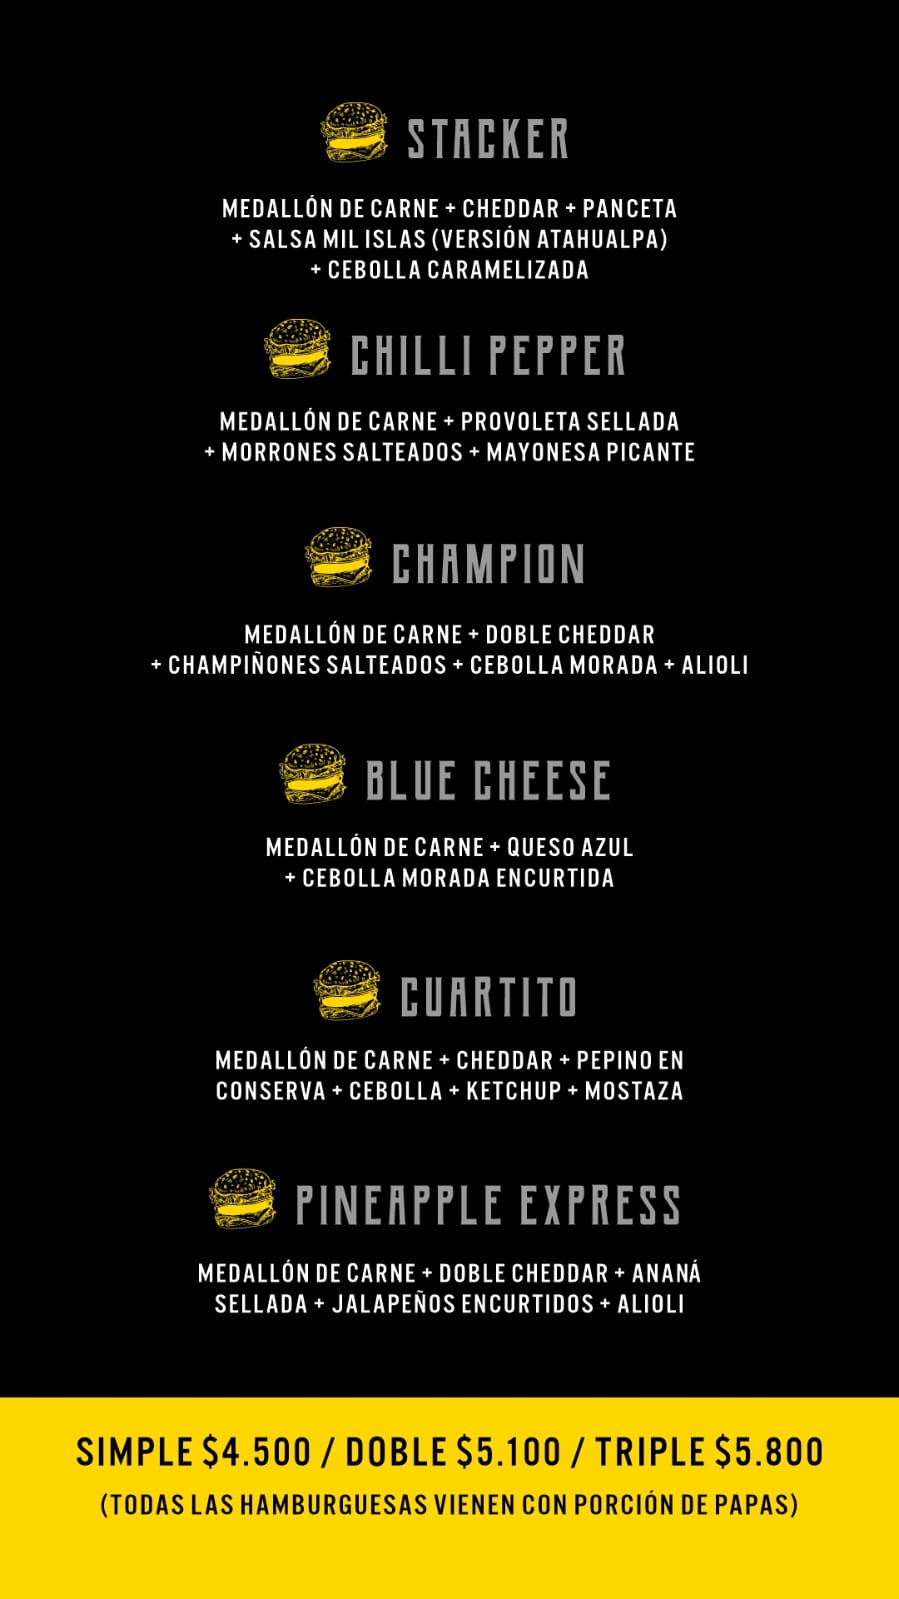 STACKER
MEDALLÓN DE CARNE + CHEDDAR + PANCETA
+ SALSA MIL ISLAS (VERSIÓN ATAHUALPA)
+ CEBOLLA CARAMELIZADA
CHILLI PEPPER
MEDALLÓN DE CARNE + PROVOLETA SELLADA
+ MORRONES SALTEADOS + MAYONESA PICANTE
CHAMPION
MEDALLÓN DE CARNE + DOBLE CHEDDAR
+ CHAMPIÑONES SALTEADOS + CEBOLLA MORADA + ALIOLI
BLUE CHEESE
MEDALLÓN DE CARNE + QUESO AZUL
+ CEBOLLA MORADA ENCURTIDA
CUARTITO
MEDALLÓN DE CARNE + CHEDDAR + PEPINO EN
CONSERVA + CEBOLLA + KETCHUP + MOSTAZA
PINEAPPLE EXPRESS
MEDALLÓN DE CARNE + DOBLE CHEDDAR + ANANÁ
SELLADA + JALAPEÑOS ENCURTIDOS + ALIOLI
SIMPLE $4.500 / DOBLE $5.100 / TRIPLE $5.800
(TODAS LAS HAMBURGUESAS VIENEN CON PORCIÓN DE PAPAS)